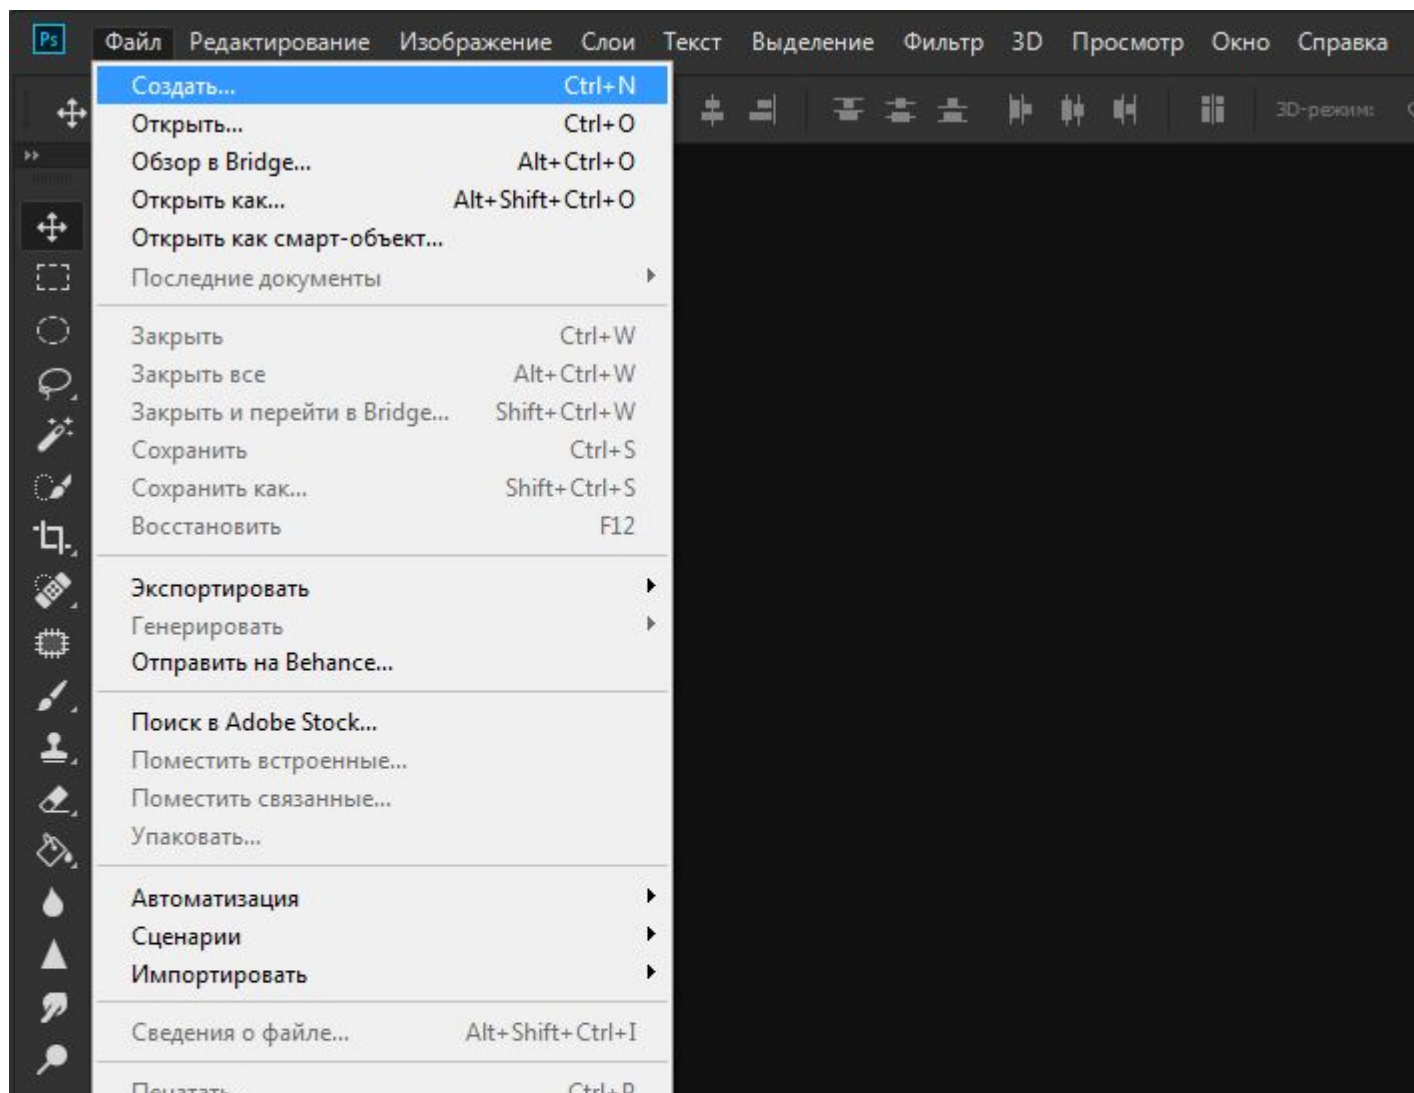 Ps Файл Редактирование Изображение Слои Текст Выделение Фильтр 3D Просмотр Окно Справка
3D-режим:
Создать... Ctrl+N
Открыть... Ctrl+O
Обзор в Bridge... Alt+Ctrl+O
Открыть как... Alt+Shift+Ctrl+O
Открыть как смарт-объект...
Последние документы
Закрыть Ctrl+W
Закрыть все Alt+Ctrl+W
Закрыть и перейти в Bridge... Shift+Ctrl+W
Сохранить Ctrl+S
Сохранить как... Shift+Ctrl+S
Восстановить F12
Экспортировать
Генерировать
Отправить на Behance...
Поиск в Adobe Stock...
Поместить встроенные...
Поместить связанные...
Упаковать...
Автоматизация
Сценарии
Импортировать
Сведения о файле... Alt+Shift+Ctrl+I
Печатать... Ctrl+P